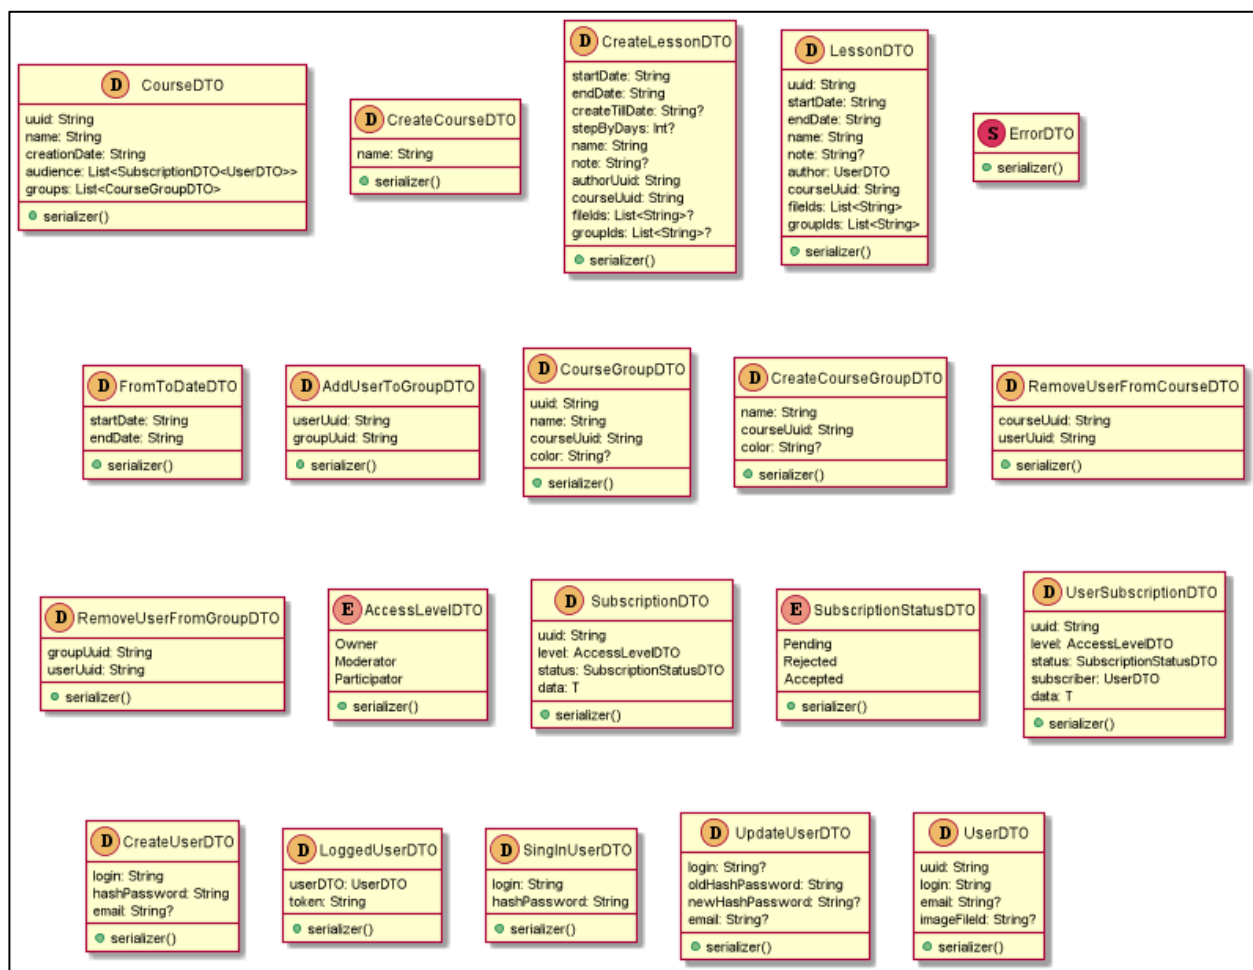 D CourseDTO
uuid: String
name: String
creationDate: String
audience: List<SubscriptionDTO<UserDTO>>
groups: List<CourseGroupDTO>
serializer()
D CreateCourseDTO
name: String
serializer()
D CreateLessonDTO
startDate: String
endDate: String
createTillDate: String?
stepByDays: Int?
name: String
note: String?
authorUuid: String
courseUuid: String
fileIds: List<String>?
groupIds: List<String>?
serializer()
D LessonDTO
uuid: String
startDate: String
endDate: String
name: String
note: String?
author: UserDTO
courseUuid: String
fileIds: List<String>
groupIds: List<String>
serializer()
S ErrorDTO
serializer()
D FromToDateDTO
startDate: String
endDate: String
serializer()
D AddUserToGroupDTO
userUuid: String
groupUuid: String
serializer()
D CourseGroupDTO
uuid: String
name: String
courseUuid: String
color: String?
serializer()
D CreateCourseGroupDTO
name: String
courseUuid: String
color: String?
serializer()
D RemoveUserFromCourseDTO
courseUuid: String
userUuid: String
serializer()
D RemoveUserFromGroupDTO
groupUuid: String
userUuid: String
serializer()
E AccessLevelDTO
Owner
Moderator
Participator
serializer()
D SubscriptionDTO
uuid: String
level: AccessLevelDTO
status: SubscriptionStatusDTO
data: T
serializer()
E SubscriptionStatusDTO
Pending
Rejected
Accepted
serializer()
D UserSubscriptionDTO
uuid: String
level: AccessLevelDTO
status: SubscriptionStatusDTO
subscriber: UserDTO
data: T
serializer()
D CreateUserDTO
login: String
hashPassword: String
email: String?
serializer()
D LoggedUserDTO
userDTO: UserDTO
token: String
serializer()
D SingInUserDTO
login: String
hashPassword: String
serializer()
D UpdateUserDTO
login: String?
oldHashPassword: String
newHashPassword: String?
email: String?
serializer()
D UserDTO
uuid: String
login: String
email: String?
imageFileId: String?
serializer()